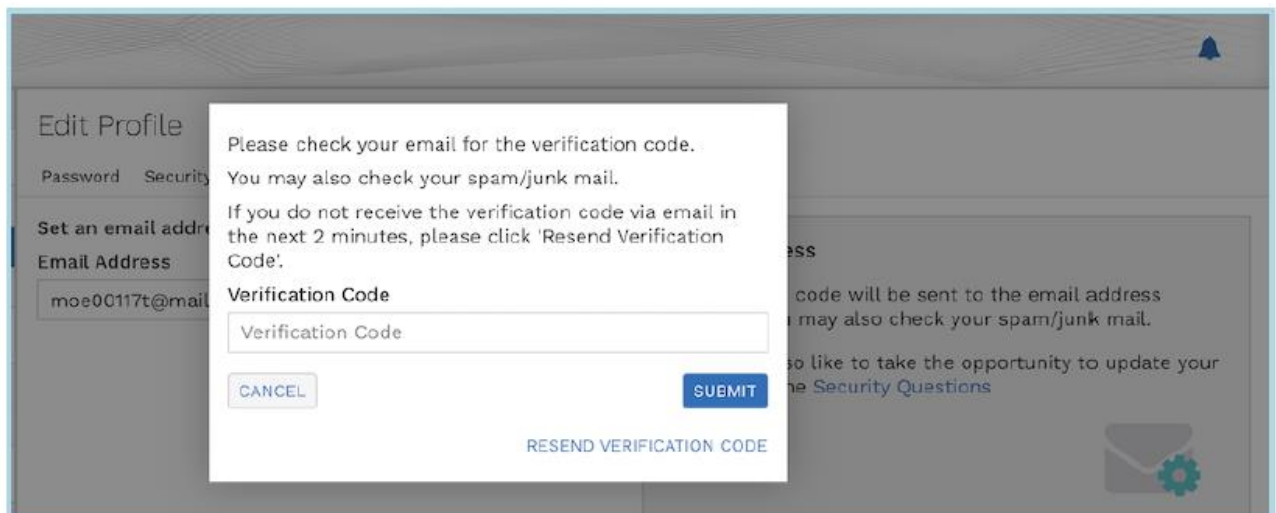 Edit Profile
Password Security
Set an email addre
Email Address
moe00117t@mail
Please check your email for the verification code.
You may also check your spam/junk mail.
If you do not receive the verification code via email in
the next 2 minutes, please click 'Resend Verification
Code'.
Verification Code
Verification Code
CANCEL
SUBMIT
RESEND VERIFICATION CODE
ess
code will be sent to the email address
may also check your spam/junk mail.
so like to take the opportunity to update your
he Security Questions